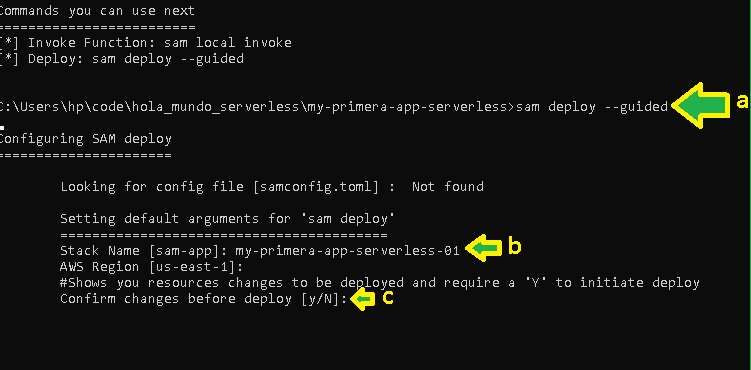 Commands you can use next
=========================
[*] Invoke Function: sam local invoke
[*] Deploy: sam deploy --guided
C:\Users\hp\code\hola_mundo_serverless\my-primera-app-serverless>sam deploy --guided a
Configuring SAM deploy
======================
Looking for config file [samconfig.toml] :  Not found
Setting default arguments for 'sam deploy'
=========================================
Stack Name [sam-app]: my-primera-app-serverless-01 b
AWS Region [us-east-1]:
#Shows you resources changes to be deployed and require a 'Y' to initiate deploy
Confirm changes before deploy [y/N]: c